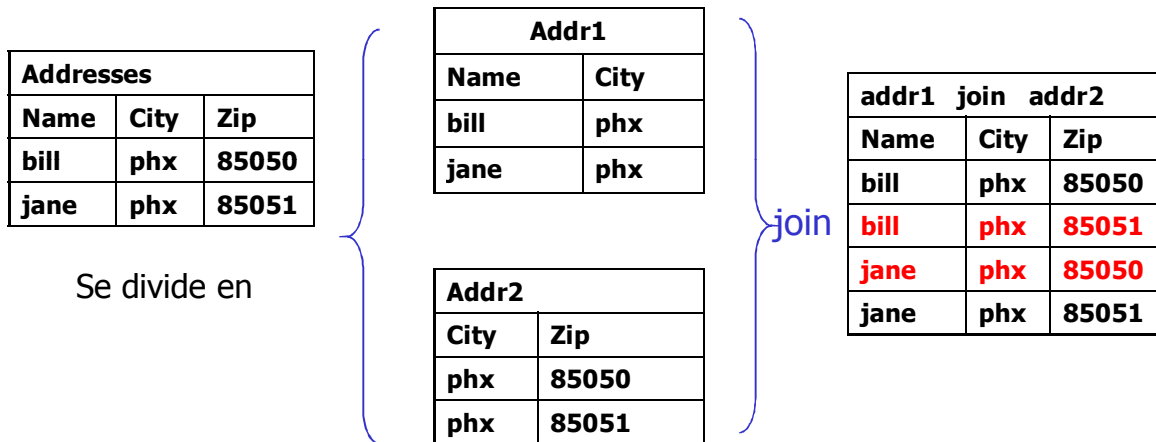 Addresses
Name City Zip
bill phx 85050
jane phx 85051
Se divide en
Addr1
Name City
bill phx
jane phx
Addr2
City Zip
phx 85050
phx 85051
join
addr1 join addr2
Name City Zip
bill phx 85050
bill phx 85051
jane phx 85050
jane phx 85051